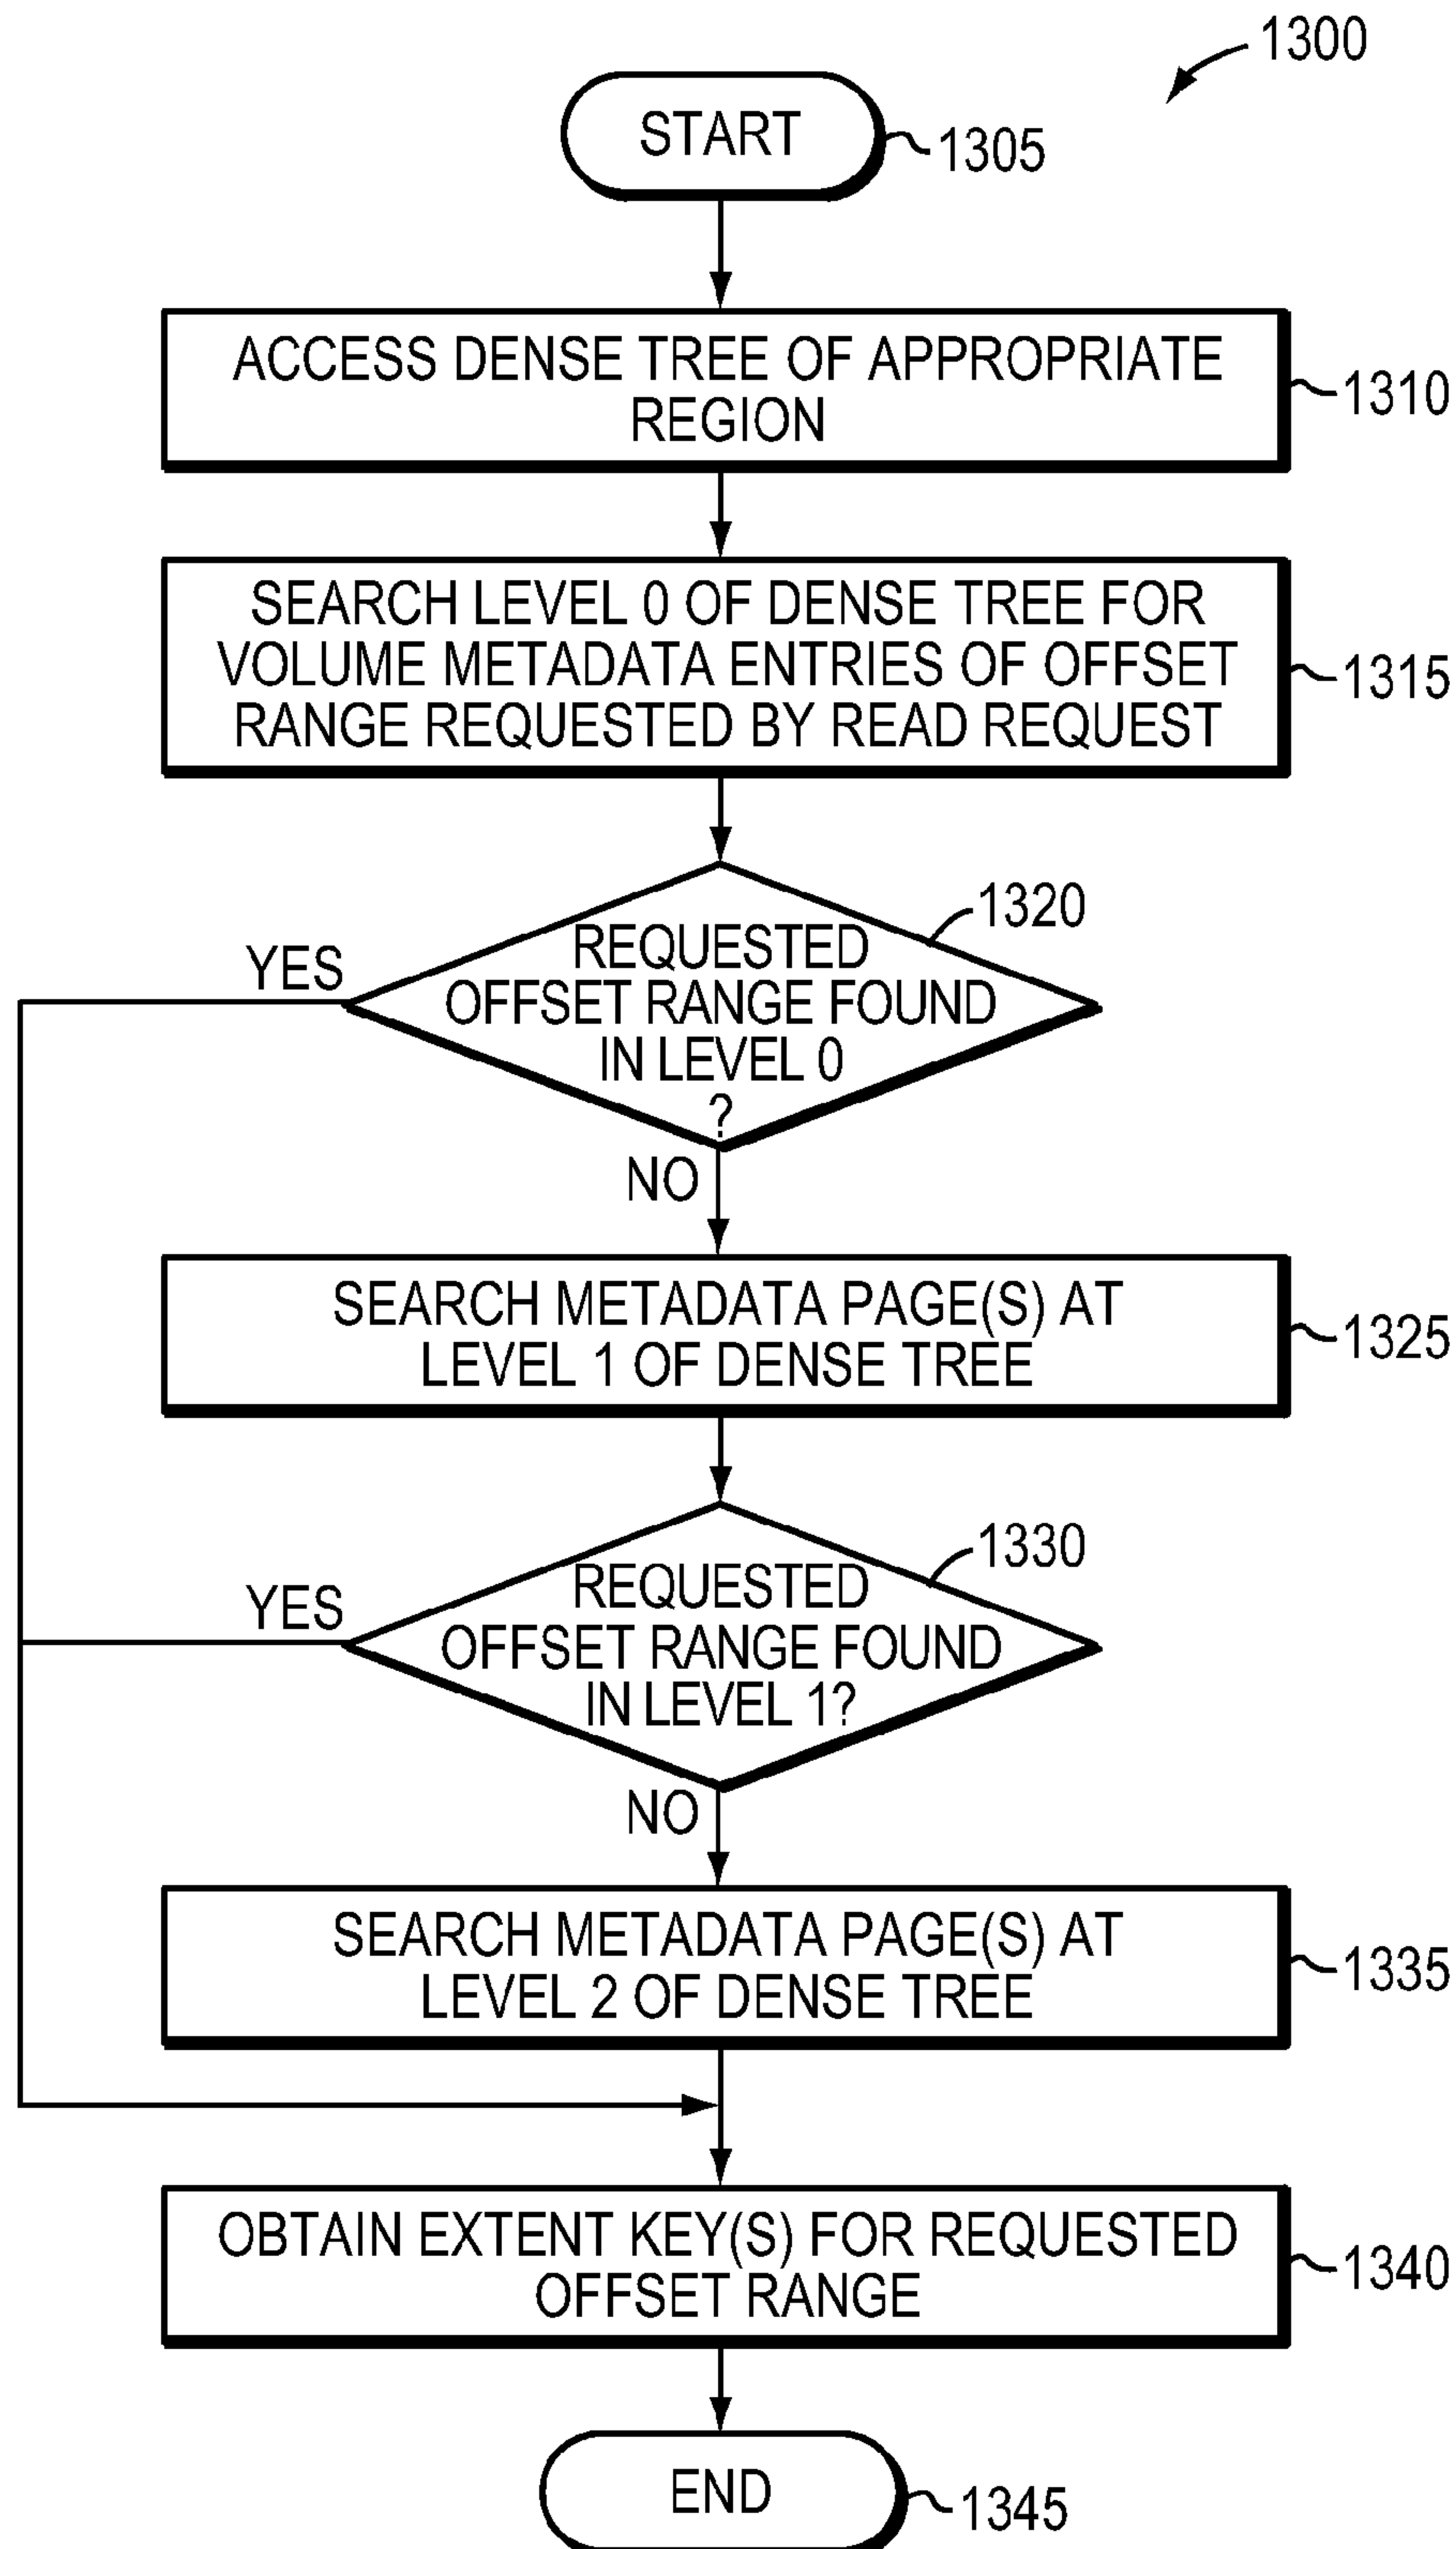 1300
START
1305
ACCESS DENSE TREE OF APPROPRIATE
REGION
1310
SEARCH LEVEL 0 OF DENSE TREE FOR
VOLUME METADATA ENTRIES OF OFFSET
RANGE REQUESTED BY READ REQUEST
1315
1320
REQUESTED
OFFSET RANGE FOUND
IN LEVEL 0
?
YES
NO
SEARCH METADATA PAGE(S) AT
LEVEL 1 OF DENSE TREE
1325
1330
REQUESTED
OFFSET RANGE FOUND
IN LEVEL 1?
YES
NO
SEARCH METADATA PAGE(S) AT
LEVEL 2 OF DENSE TREE
1335
OBTAIN EXTENT KEY(S) FOR REQUESTED
OFFSET RANGE
1340
END
1345